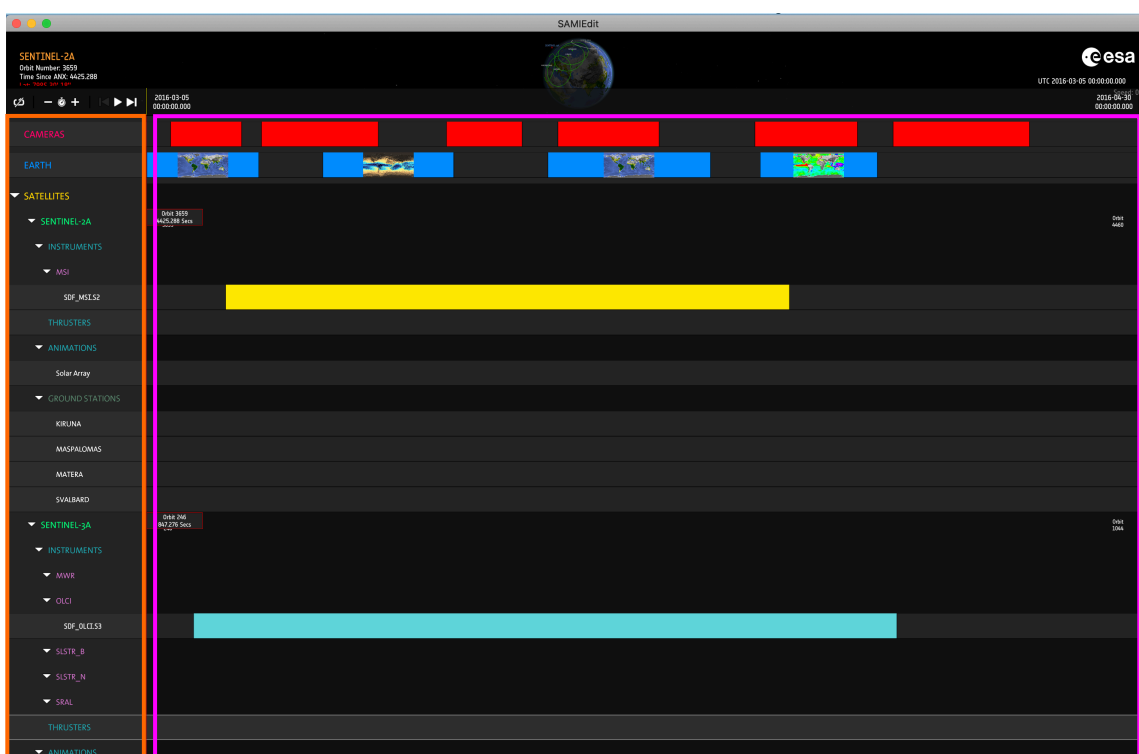 SAMIEdit
SENTINEL-2A
Orbit Number: 3659
Time Since ANX: 4425.288
esa
UTC 2016-03-05 00:00:00.000
2016-03-05
00:00:00.000
2016-04-30
00:00:00.000
CAMERAS
EARTH
SATELLITES
SENTINEL-2A
Orbit 3659
4425.288 Secs
Orbit
4460
INSTRUMENTS
MSI
SDF_MSI.S2
THRUSTERS
ANIMATIONS
Solar Array
GROUND STATIONS
KIRUNA
MASPALOMAS
MATERA
SVALBARD
SENTINEL-3A
Orbit 246
847.276 Secs
Orbit
1044
INSTRUMENTS
MWR
OLCI
SDF_OLCI.S3
SLSTR_B
SLSTR_N
SRAL
THRUSTERS
ANIMATIONS